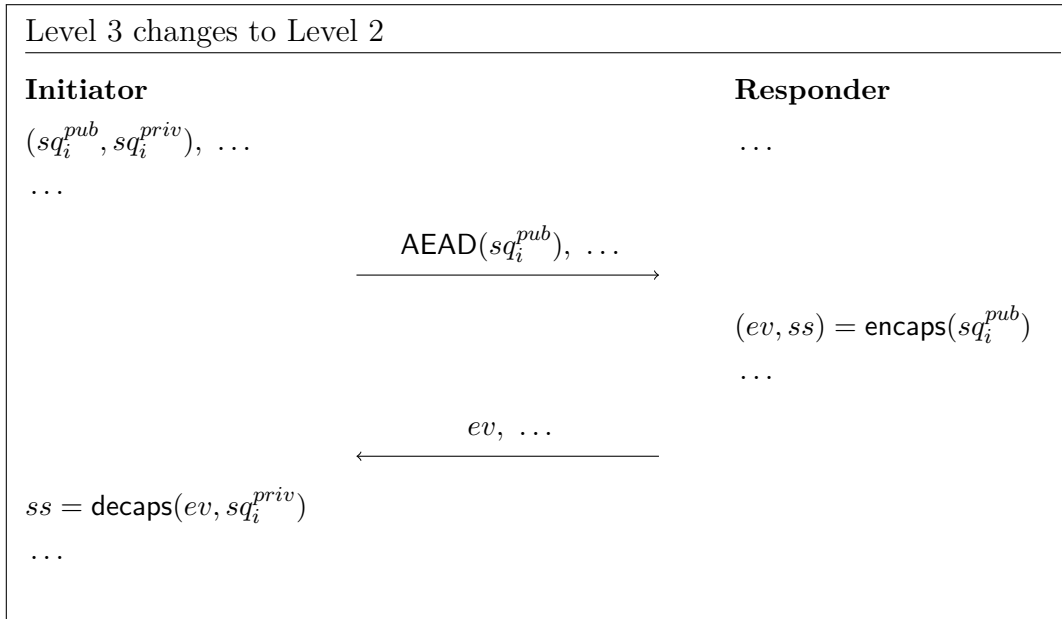 Level 3 changes to Level 2
Initiator Responder
(sq_i^{pub}, sq_i^{priv}), ... ...
...
AEAD(sq_i^{pub}), ...
(ev, ss) = encaps(sq_i^{pub})
...
ev, ...
ss = decaps(ev, sq_i^{priv})
...